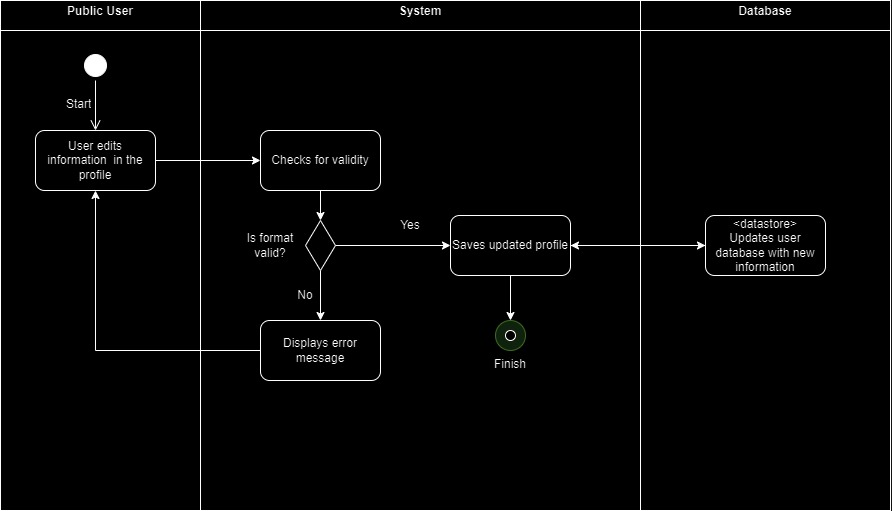 Public User
System
Database
Start
User edits
information in the
profile
Checks for validity
Is format
valid?
Yes
Saves updated profile
<datastore>
Updates user
database with new
information
No
Displays error
message
Finish